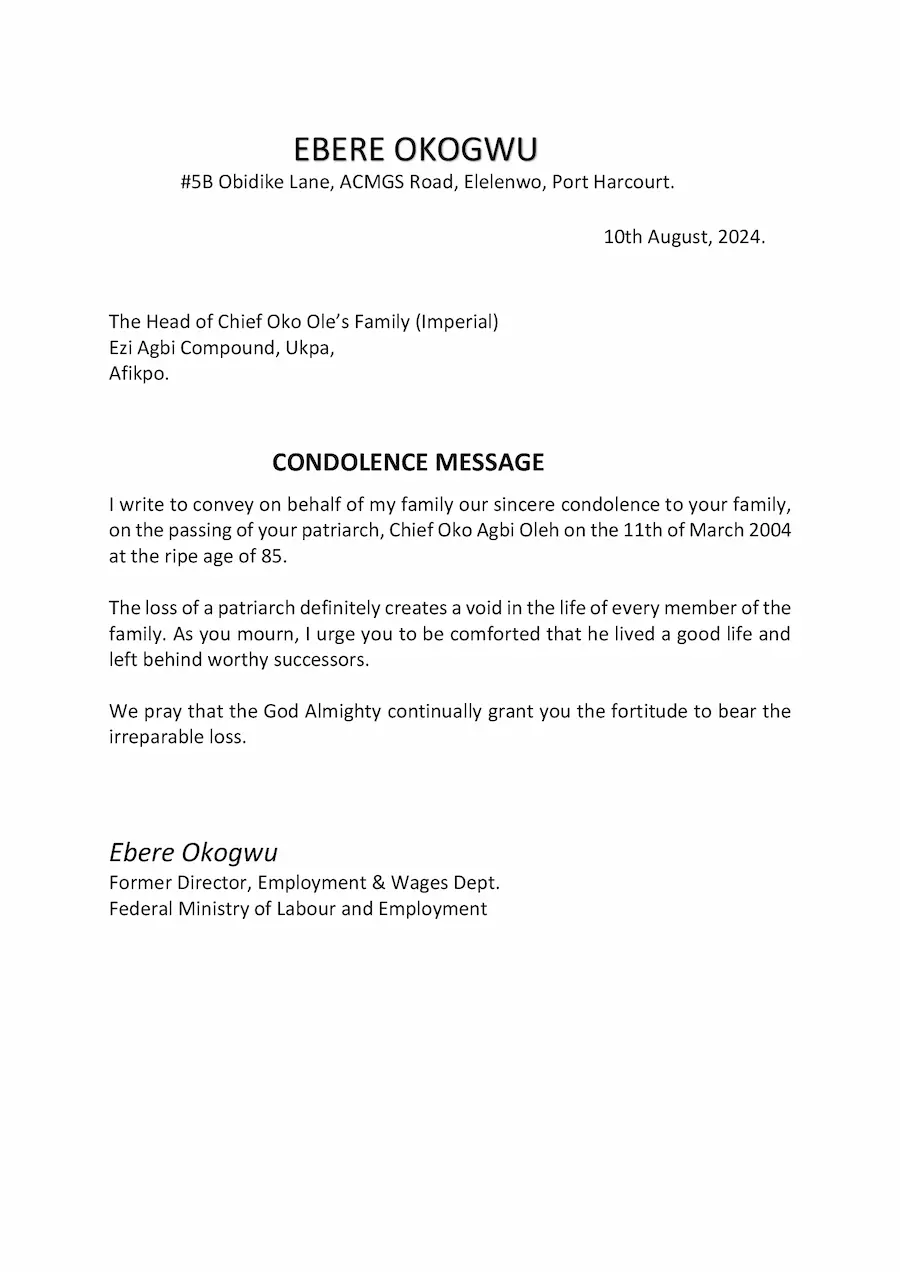 EBERE OKOGWU
#5B Obidike Lane, ACMGS Road, Elelenwo, Port Harcourt.
10th August, 2024.
The Head of Chief Oko Ole’s Family (Imperial)
Ezi Agbi Compound, Ukpa,
Afikpo.
CONDOLENCE MESSAGE
I write to convey on behalf of my family our sincere condolence to your family,
on the passing of your patriarch, Chief Oko Agbi Oleh on the 11th of March 2004
at the ripe age of 85.
The loss of a patriarch definitely creates a void in the life of every member of the
family. As you mourn, I urge you to be comforted that he lived a good life and
left behind worthy successors.
We pray that the God Almighty continually grant you the fortitude to bear the
irreparable loss.
Ebere Okogwu
Former Director, Employment & Wages Dept.
Federal Ministry of Labour and Employment